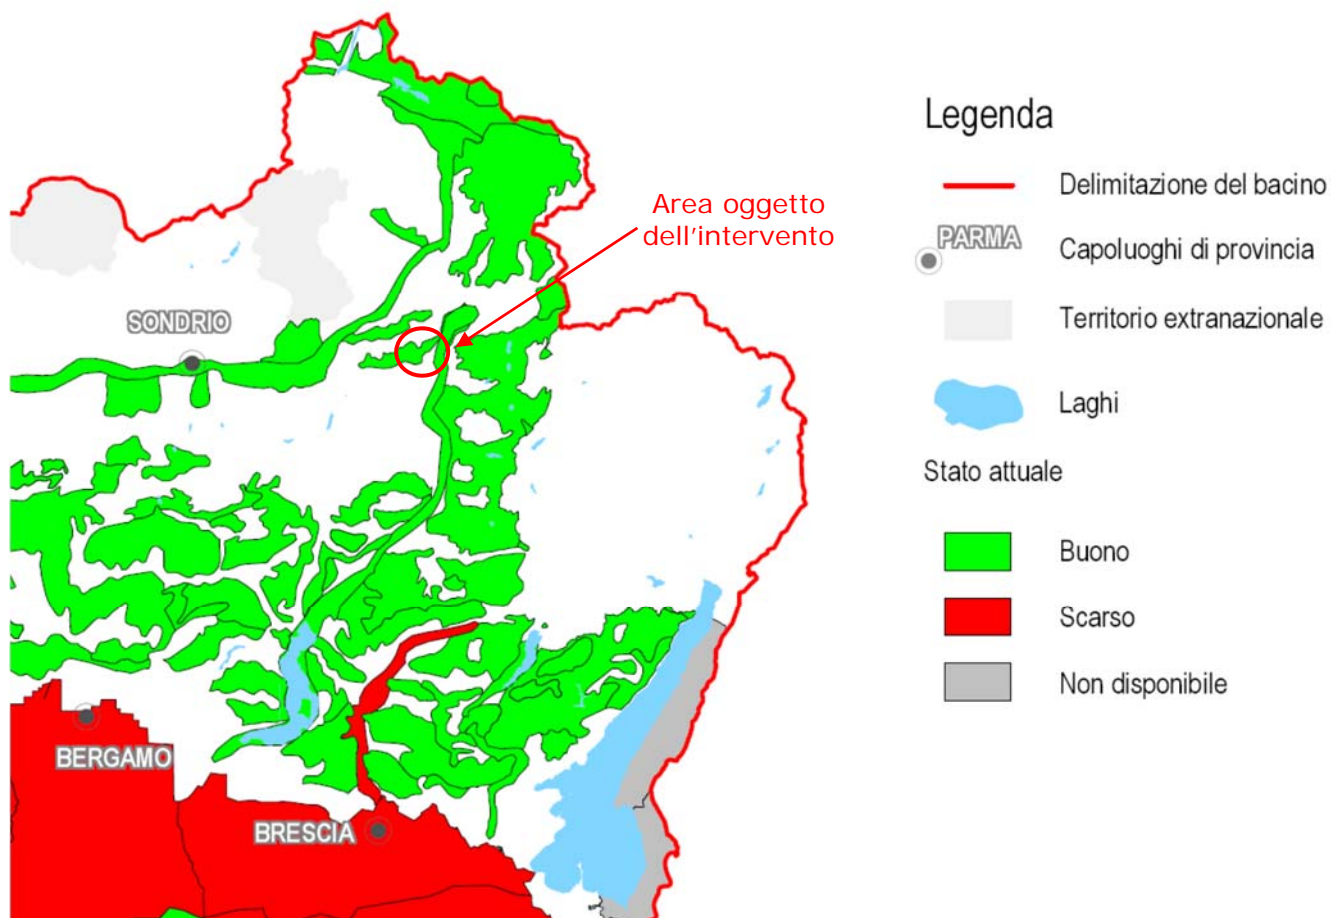 Area oggetto
dell'intervento
SONDRIO
BERGAMO
BRESCIA
Legenda
Delimitazione del bacino
PARMA
Capoluoghi di provincia
Territorio extranazionale
Laghi
Stato attuale
Buono
Scarso
Non disponibile